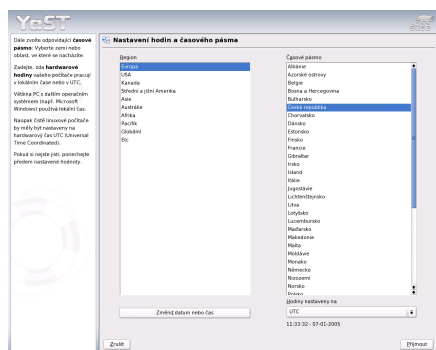 YaST
SUSE
Dále zvolte odpovídající časové
pásmo: Vyberte zemi nebo
oblast, ve které se nacházíte.
Zadejte, zda hardwarové
hodiny vašeho počítače pracují
v lokálním čase nebo v UTC.
Většina PC s dalším operačním
systémem (např. Microsoft
Windows) používá lokální čas.
Naopak čistě linuxové počítače
by měly být nastaveny na
hardwarový čas UTC (Universal
Time Coordinated).
Pokud si nejste jisti, ponechejte
předem nastavené hodnoty.
Nastavení hodin a časového pásma
Region
Evropa
USA
Kanada
Střední a jižní Amerika
Asie
Austrálie
Afrika
Pacifik
Globální
Etc
Změnit datum nebo čas
Časové pásmo
Albánie
Azorské ostrovy
Belgie
Bosna a Hercegovina
Bulharsko
Česká republika
Chorvatsko
Dánsko
Estonsko
Finsko
Francie
Gibraltar
Irsko
Island
Itálie
Jugoslávie
Lichtenštejnsko
Litva
Lotyšsko
Lucembursko
Maďarsko
Makedonie
Malta
Moldávie
Monako
Německo
Nizozemí
Norsko
Polsko
Hodiny nastaveny na
UTC
11:33:32 - 07-01-2005
Zrušit
Přijmout